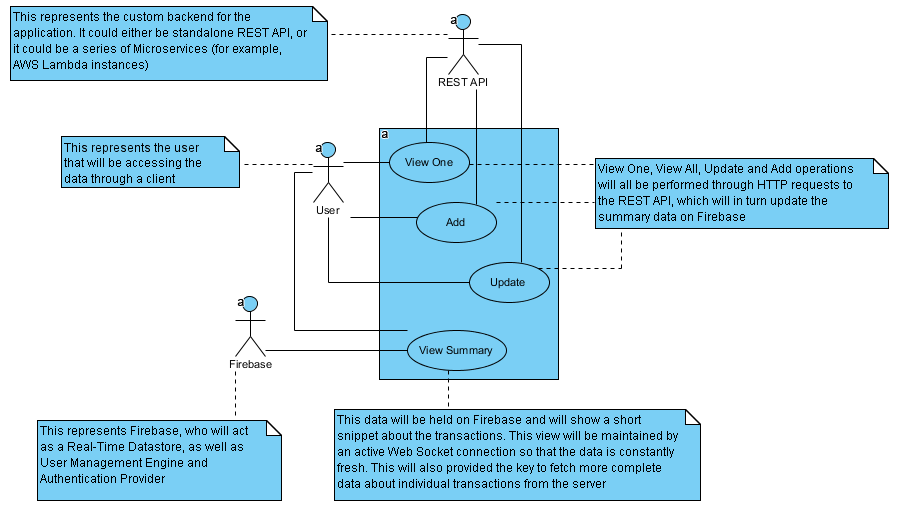 This represents the custom backend for the
application. It could either be standalone REST API, or
it could be a series of Microservices (for example,
AWS Lambda instances)
a
REST API
a
This represents the user
that will be accessing the
data through a client
a
User
View One
View One, View All, Update and Add operations
will all be performed through HTTP requests to
the REST API, which will in turn update the
summary data on Firebase
Add
Update
a
Firebase
View Summary
This represents Firebase, who will act
as a Real-Time Datastore, as well as
User Management Engine and
Authentication Provider
This data will be held on Firebase and will show a short
snippet about the transactions. This view will be maintained by
an active Web Socket connection so that the data is constantly
fresh. This will also provided the key to fetch more complete
data about individual transactions from the server